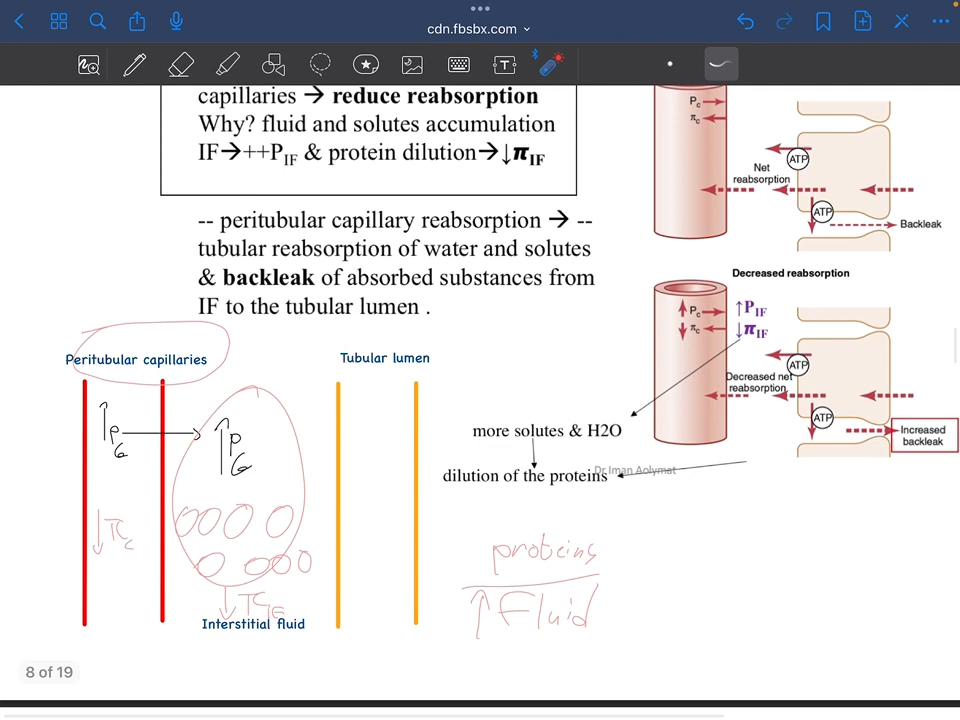 cdn.fbsbx.com
T
capillaries → reduce reabsorption
Why? fluid and solutes accumulation
IF→++PIF & protein dilution→↓πIF
-- peritubular capillary reabsorption → --
tubular reabsorption of water and solutes
& backleak of absorbed substances from
IF to the tubular lumen .
Pc
πc
ATP
Net
reabsorption
ATP
Backleak
Decreased reabsorption
↑Pc
↓πc
↑PIF
↓πIF
ATP
Decreased net
reabsorption
ATP
Increased
backleak
Peritubular capillaries
Tubular lumen
↑PG
↑PG
↓πc
↓π
Interstitial fluid
more solutes & H2O
dilution of the proteins
Dr Iman Aolymat
proteins
↑Fluid
8 of 19